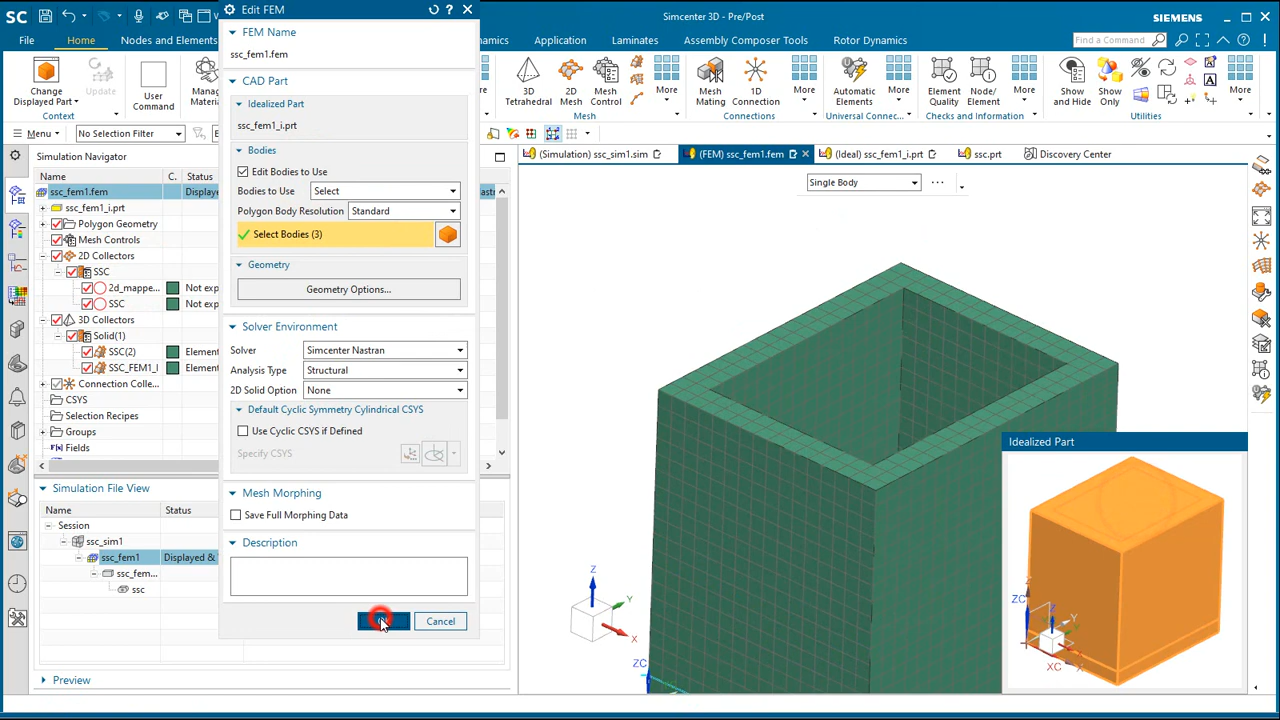 SC
Edit FEM
Simcenter 3D - Pre/Post
SIEMENS
File
Home
Nodes and Elements
Application
Laminates
Assembly Composer Tools
Rotor Dynamics
Find a Command
Change Displayed Part
Update
User Command
Context
3D Tetrahedral
2D Mesh
Mesh Control
More
Mesh
Mesh Mating
1D Connection
More
Connections
Automatic Elements
More
Universal Connec...
Element Quality
Node/ Element
More
Checks and Information
Show and Hide
Show Only
More
Utilities
Menu
No Selection Filter
Simulation Navigator
Name
C.
Status
ssc_fem1.fem
ssc_fem1_i.prt
Polygon Geometry
Mesh Controls
2D Collectors
SSC
2d_mappe...
Not exp
SSC
Not exp
3D Collectors
Solid(1)
SSC(2)
Element
SSC_FEM1_I
Element
Connection Colle...
CSYS
Selection Recipes
Groups
Fields
Simulation File View
Name
Status
Session
ssc_sim1
ssc_fem1
Displayed &
ssc_fem...
ssc
Preview
FEM Name
ssc_fem1.fem
CAD Part
Idealized Part
ssc_fem1_i.prt
Bodies
Edit Bodies to Use
Bodies to Use
Select
Polygon Body Resolution
Standard
Select Bodies (3)
Geometry
Geometry Options...
Solver Environment
Solver
Simcenter Nastran
Analysis Type
Structural
2D Solid Option
None
Default Cyclic Symmetry Cylindrical CSYS
Use Cyclic CSYS if Defined
Specify CSYS
Mesh Morphing
Save Full Morphing Data
Description
Cancel
(Simulation) ssc_sim1.sim
(FEM) ssc_fem1.fem
(Ideal) ssc_fem1_i.prt
ssc.prt
Discovery Center
Single Body
Z
Y
X
ZC
Idealized Part
ZC
Z
Y
X
XC